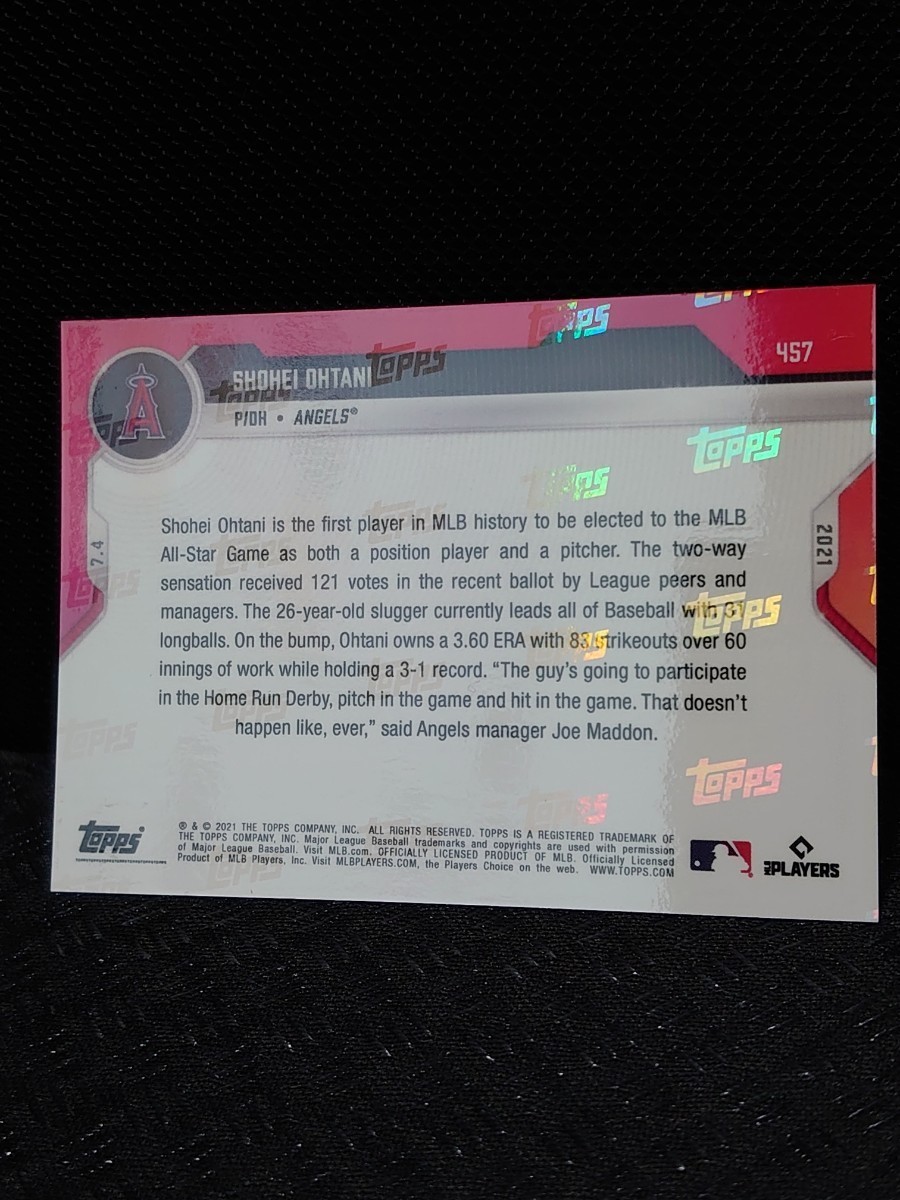 457
SHOHEI OHTANI
P/DH • ANGELS®
A
7.4
2021
Shohei Ohtani is the first player in MLB history to be elected to the MLB
All-Star Game as both a position player and a pitcher. The two-way
sensation received 121 votes in the recent ballot by League peers and
managers. The 26-year-old slugger currently leads all of Baseball with 31
longballs. On the bump, Ohtani owns a 3.60 ERA with 83 strikeouts over 60
innings of work while holding a 3-1 record. “The guy’s going to participate
in the Home Run Derby, pitch in the game and hit in the game. That doesn’t
happen like, ever,” said Angels manager Joe Maddon.
topps
® & © 2021 THE TOPPS COMPANY, INC. ALL RIGHTS RESERVED. TOPPS IS A REGISTERED TRADEMARK OF
THE TOPPS COMPANY, INC. Major League Baseball trademarks and copyrights are used with permission
of Major League Baseball. Visit MLB.com. OFFICIALLY LICENSED PRODUCT OF MLB. Officially Licensed
Product of MLB Players, Inc. Visit MLBPLAYERS.COM, the Players Choice on the web. WWW.TOPPS.COM
MLB PLAYERS